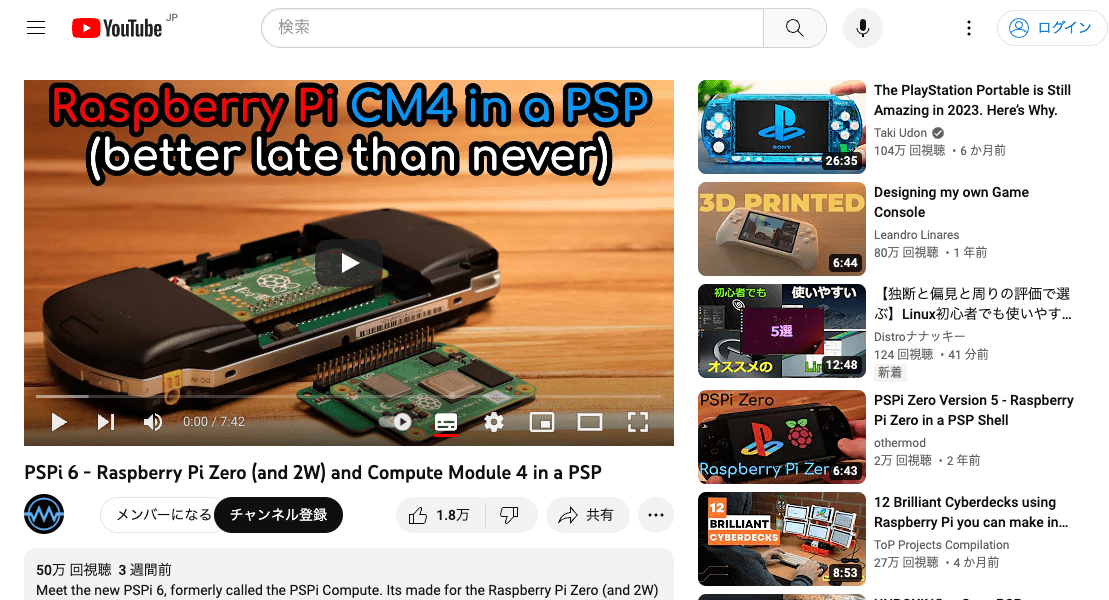 YouTube JP
検索
ログイン
Raspberry Pi CM4 in a PSP
(better late than never)
0:00 / 7:42
PSPi 6 - Raspberry Pi Zero (and 2W) and Compute Module 4 in a PSP
メンバーになる
チャンネル登録
1.8万
共有
50万 回視聴 3 週間前
Meet the new PSPi 6, formerly called the PSPi Compute. Its made for the Raspberry Pi Zero (and 2W)
SONY
26:35
The PlayStation Portable is Still
Amazing in 2023. Here’s Why.
Taki Udon
104万 回視聴 ・6 か月前
3D PRINTED
6:44
Designing my own Game
Console
Leandro Linares
80万 回視聴 ・1 年前
初心者でも 使いやすい
5選
オススメの
12:48
【独断と偏見と周りの評価で選
ぶ】Linux初心者でも使いやす...
Distroナナッキー
124 回視聴 ・41 分前
新着
PSPi Zero
Raspberry Pi Zer
6:43
PSPi Zero Version 5 - Raspberry
Pi Zero in a PSP Shell
othermod
2万 回視聴 ・2 年前
12
BRILLIANT
CYBERDECKS
8:53
12 Brilliant Cyberdecks using
Raspberry Pi you can make in...
ToP Projects Compilation
27万 回視聴 ・4 か月前